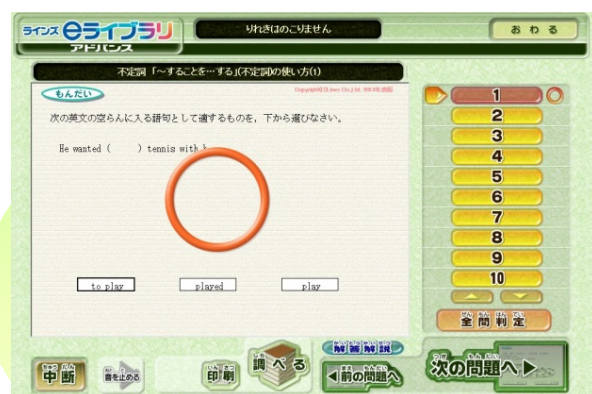 ラインズ eライブラリ
アドバンス
りれきはのこりません
おわる
不定詞「～することを…する」(不定詞の使い方(1)
もんだい
次の英文の空らんに入る語句として適するものを，下から選びなさい。
He wanted (　　) tennis with
to play
played
play
1
2
3
4
5
6
7
8
9
10
全問判定
中断
音を止める
印刷
調べる
解答解説
前の問題へ
次の問題へ